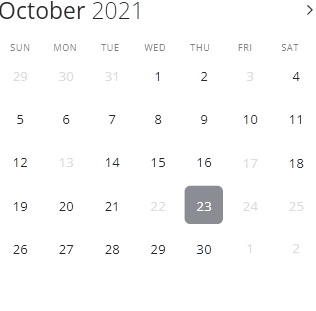 October 2021
SUN MON TUE WED THU FRI SAT
29 30 31 1 2 3 4
5 6 7 8 9 10 11
12 13 14 15 16 17 18
19 20 21 22 23 24 25
26 27 28 29 30 1 2